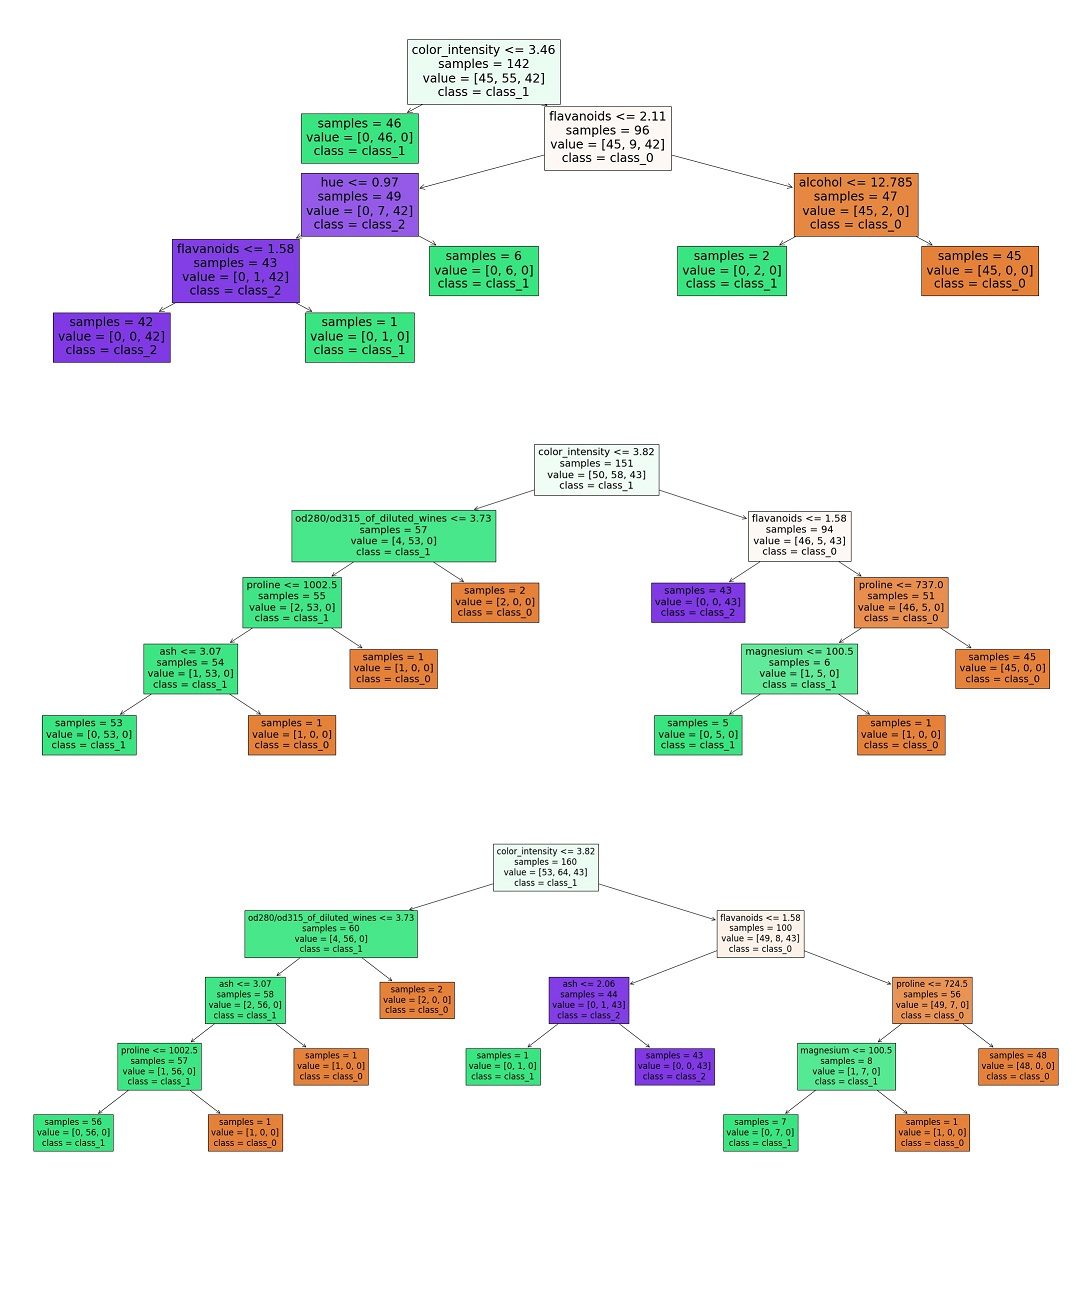 color_intensity <= 3.46
samples = 142
value = [45, 55, 42]
class = class_1
samples = 46
value = [0, 46, 0]
class = class_1
flavanoids <= 2.11
samples = 96
value = [45, 9, 42]
class = class_0
hue <= 0.97
samples = 49
value = [0, 7, 42]
class = class_2
alcohol <= 12.785
samples = 47
value = [45, 2, 0]
class = class_0
flavanoids <= 1.58
samples = 43
value = [0, 1, 42]
class = class_2
samples = 6
value = [0, 6, 0]
class = class_1
samples = 2
value = [0, 2, 0]
class = class_1
samples = 45
value = [45, 0, 0]
class = class_0
samples = 42
value = [0, 0, 42]
class = class_2
samples = 1
value = [0, 1, 0]
class = class_1
color_intensity <= 3.82
samples = 151
value = [50, 58, 43]
class = class_1
od280/od315_of_diluted_wines <= 3.73
samples = 57
value = [4, 53, 0]
class = class_1
flavanoids <= 1.58
samples = 94
value = [46, 5, 43]
class = class_0
proline <= 1002.5
samples = 55
value = [2, 53, 0]
class = class_1
samples = 2
value = [2, 0, 0]
class = class_0
samples = 43
value = [0, 0, 43]
class = class_2
proline <= 737.0
samples = 51
value = [46, 5, 0]
class = class_0
ash <= 3.07
samples = 54
value = [1, 53, 0]
class = class_1
samples = 1
value = [1, 0, 0]
class = class_0
magnesium <= 100.5
samples = 6
value = [1, 5, 0]
class = class_1
samples = 45
value = [45, 0, 0]
class = class_0
samples = 53
value = [0, 53, 0]
class = class_1
samples = 1
value = [1, 0, 0]
class = class_0
samples = 5
value = [0, 5, 0]
class = class_1
samples = 1
value = [1, 0, 0]
class = class_0
color_intensity <= 3.82
samples = 160
value = [53, 64, 43]
class = class_1
od280/od315_of_diluted_wines <= 3.73
samples = 60
value = [4, 56, 0]
class = class_1
flavanoids <= 1.58
samples = 100
value = [49, 8, 43]
class = class_0
ash <= 3.07
samples = 58
value = [2, 56, 0]
class = class_1
samples = 2
value = [2, 0, 0]
class = class_0
ash <= 2.06
samples = 44
value = [0, 1, 43]
class = class_2
proline <= 724.5
samples = 56
value = [49, 7, 0]
class = class_0
proline <= 1002.5
samples = 57
value = [1, 56, 0]
class = class_1
samples = 1
value = [1, 0, 0]
class = class_0
samples = 1
value = [0, 1, 0]
class = class_1
samples = 43
value = [0, 0, 43]
class = class_2
magnesium <= 100.5
samples = 8
value = [1, 7, 0]
class = class_1
samples = 48
value = [48, 0, 0]
class = class_0
samples = 56
value = [0, 56, 0]
class = class_1
samples = 1
value = [1, 0, 0]
class = class_0
samples = 7
value = [0, 7, 0]
class = class_1
samples = 1
value = [1, 0, 0]
class = class_0